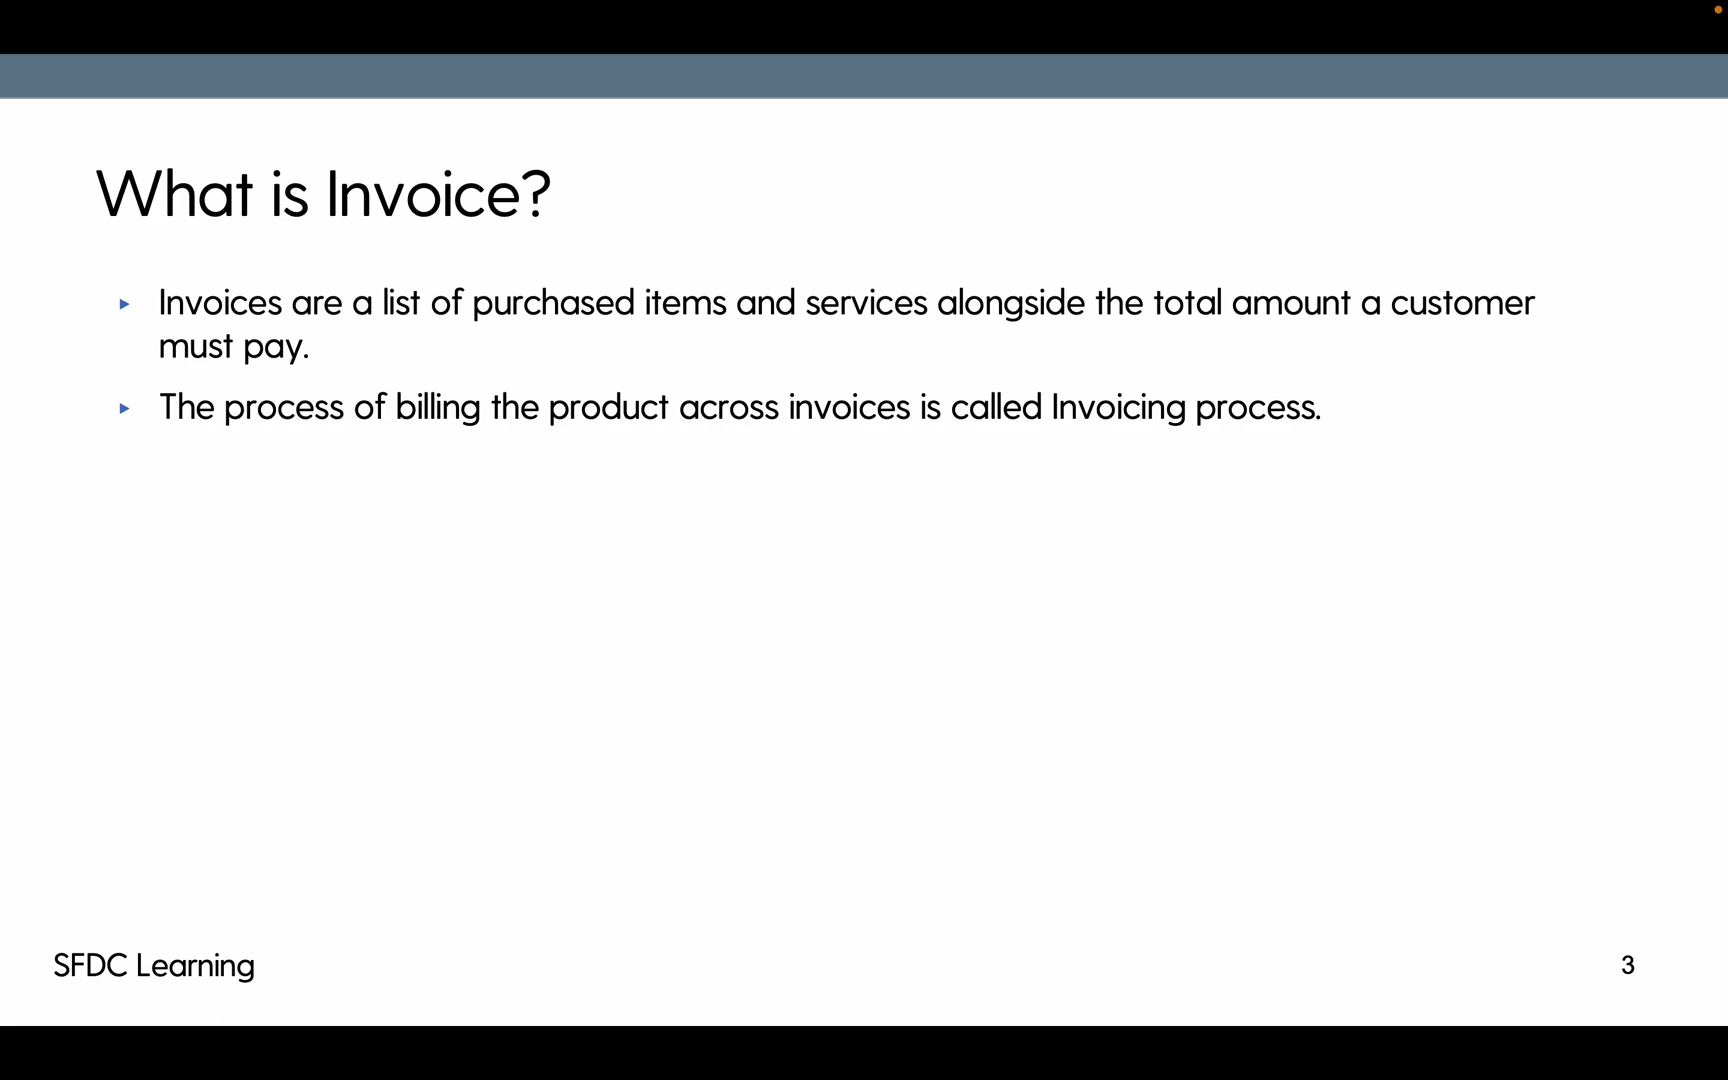 What is Invoice?
Invoices are a list of purchased items and services alongside the total amount a customer
must pay.
The process of billing the product across invoices is called Invoicing process.
SFDC Learning
3